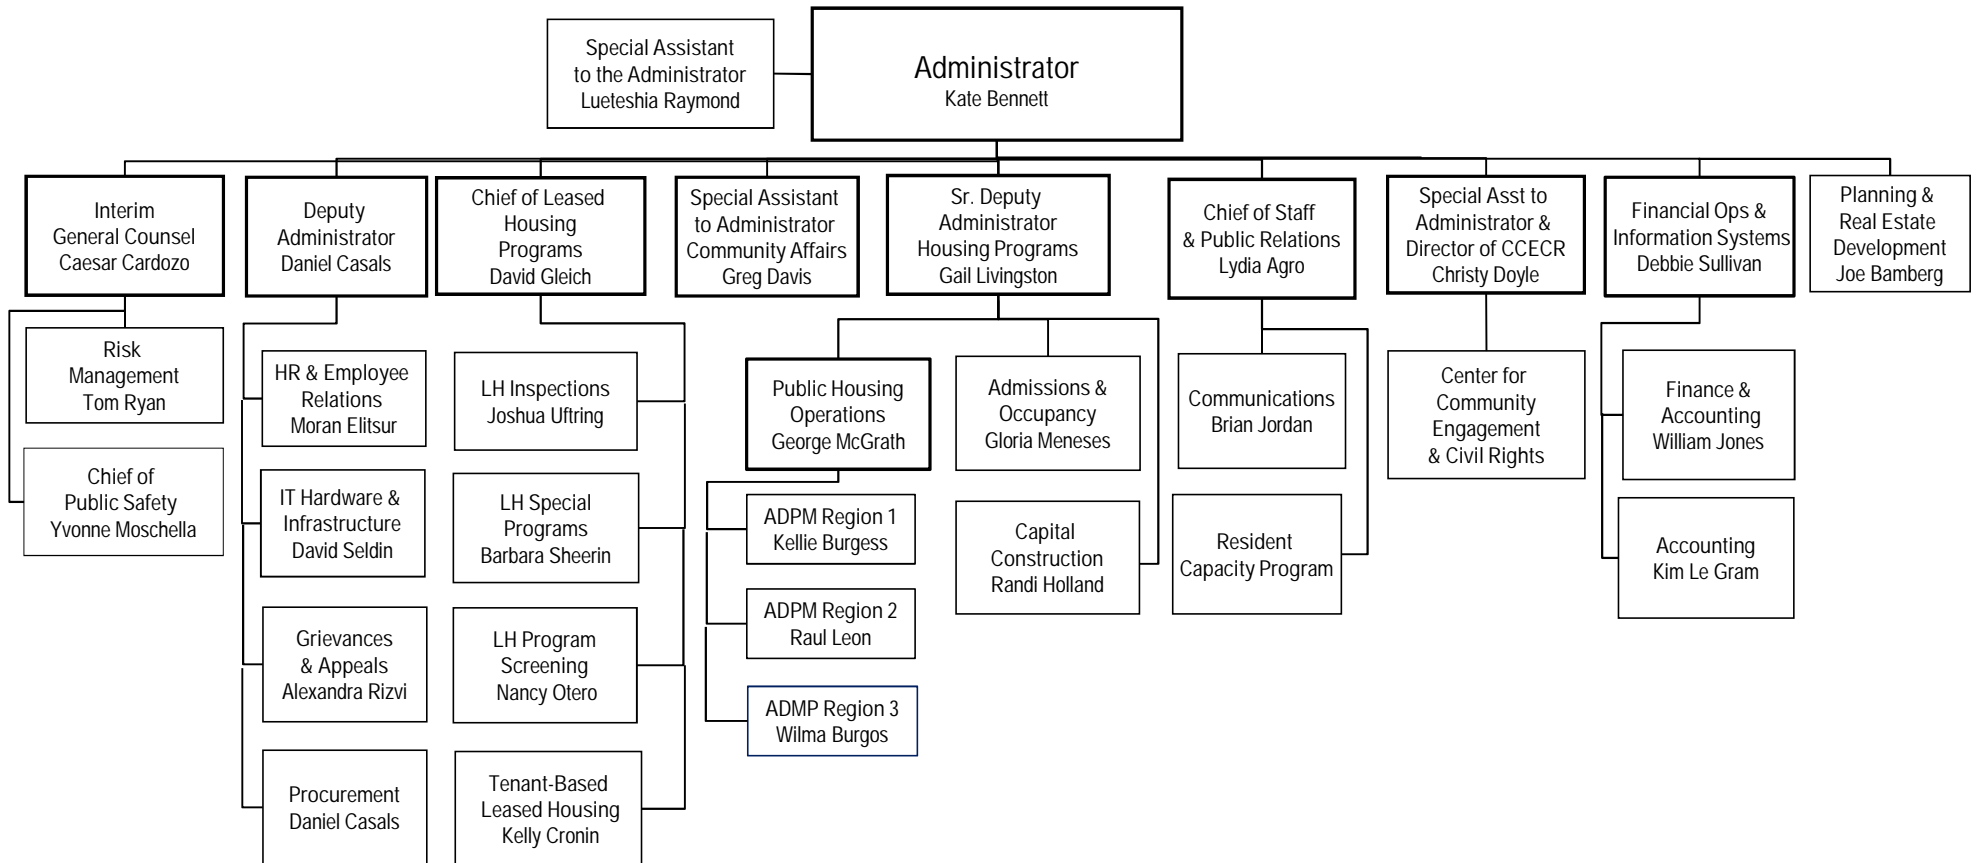 Special Assistant
to the Administrator
Lueteshia Raymond
Administrator
Kate Bennett
Interim
General Counsel
Caesar Cardozo
Deputy
Administrator
Daniel Casals
Chief of Leased
Housing
Programs
David Gleich
Special Assistant
to Administrator
Community Affairs
Greg Davis
Sr. Deputy
Administrator
Housing Programs
Gail Livingston
Chief of Staff
& Public Relations
Lydia Agro
Special Asst to
Administrator &
Director of CCECR
Christy Doyle
Financial Ops &
Information Systems
Debbie Sullivan
Planning &
Real Estate
Development
Joe Bamberg
Risk
Management
Tom Ryan
Chief of
Public Safety
Yvonne Moschella
HR & Employee
Relations
Moran Elitsur
IT Hardware &
Infrastructure
David Seldin
Grievances
& Appeals
Alexandra Rizvi
Procurement
Daniel Casals
LH Inspections
Joshua Uftring
LH Special
Programs
Barbara Sheerin
LH Program
Screening
Nancy Otero
Tenant-Based
Leased Housing
Kelly Cronin
Public Housing
Operations
George McGrath
ADPM Region 1
Kellie Burgess
ADPM Region 2
Raul Leon
ADMP Region 3
Wilma Burgos
Admissions &
Occupancy
Gloria Meneses
Capital
Construction
Randi Holland
Communications
Brian Jordan
Resident
Capacity Program
Center for
Community
Engagement
& Civil Rights
Finance &
Accounting
William Jones
Accounting
Kim Le Gram